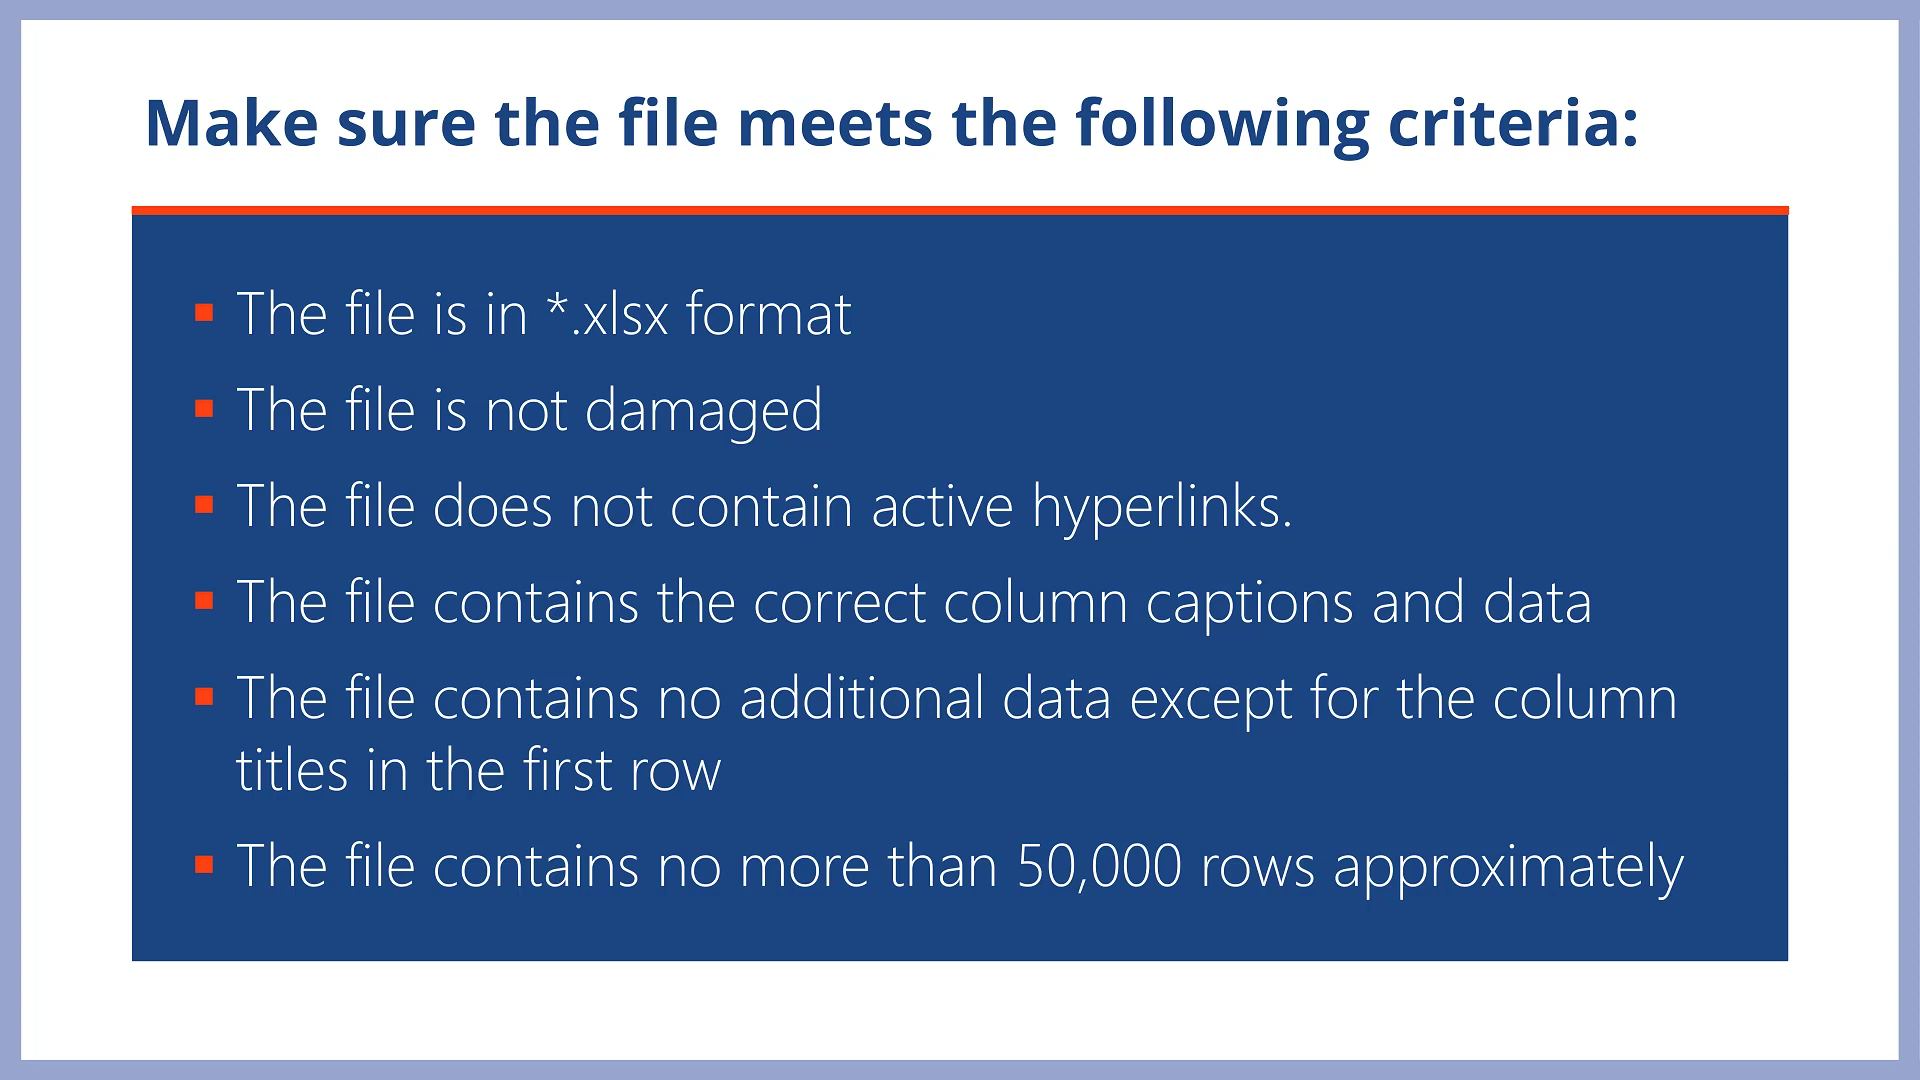 Make sure the file meets the following criteria:
The file is in *.xlsx format
The file is not damaged
The file does not contain active hyperlinks.
The file contains the correct column captions and data
The file contains no additional data except for the column
titles in the first row
The file contains no more than 50,000 rows approximately